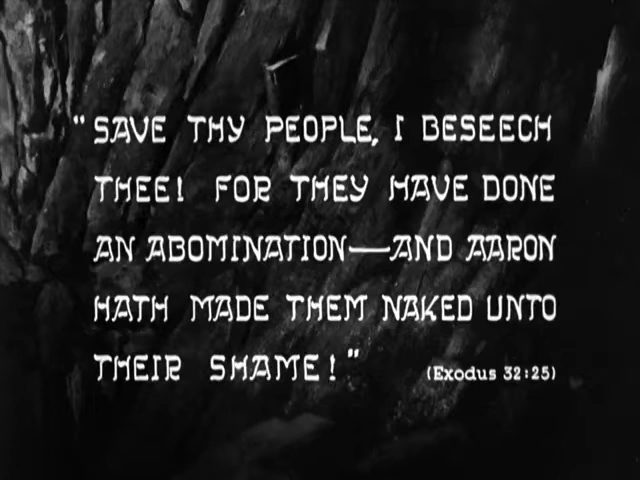 "SAVE THY PEOPLE, I BESEECH
THEE! FOR THEY HAVE DONE
AN ABOMINATION—AND AARON
HATH MADE THEM NAKED UNTO
THEIR SHAME!" (Exodus 32:25)